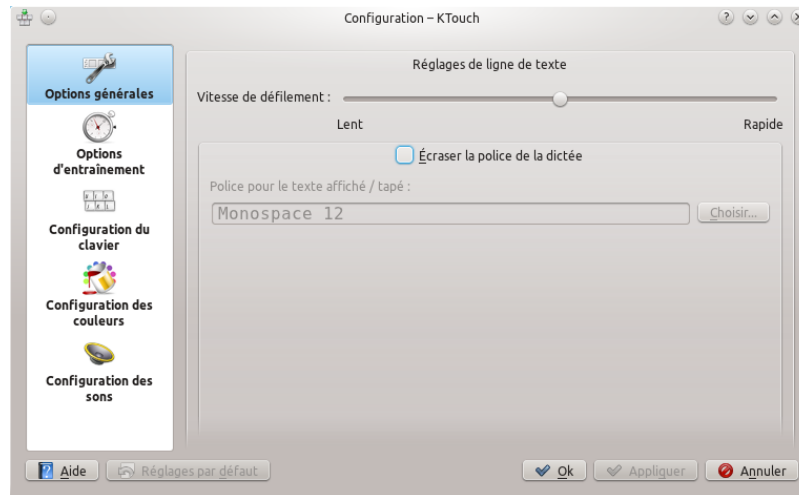 Configuration – KTouch
Options générales
Options
d'entraînement
Configuration du
clavier
Configuration des
couleurs
Configuration des
sons
Réglages de ligne de texte
Vitesse de défilement :
Lent Rapide
Écraser la police de la dictée
Police pour le texte affiché / tapé :
Monospace 12 Choisir...
Aide Réglages par défaut Ok Appliquer Annuler